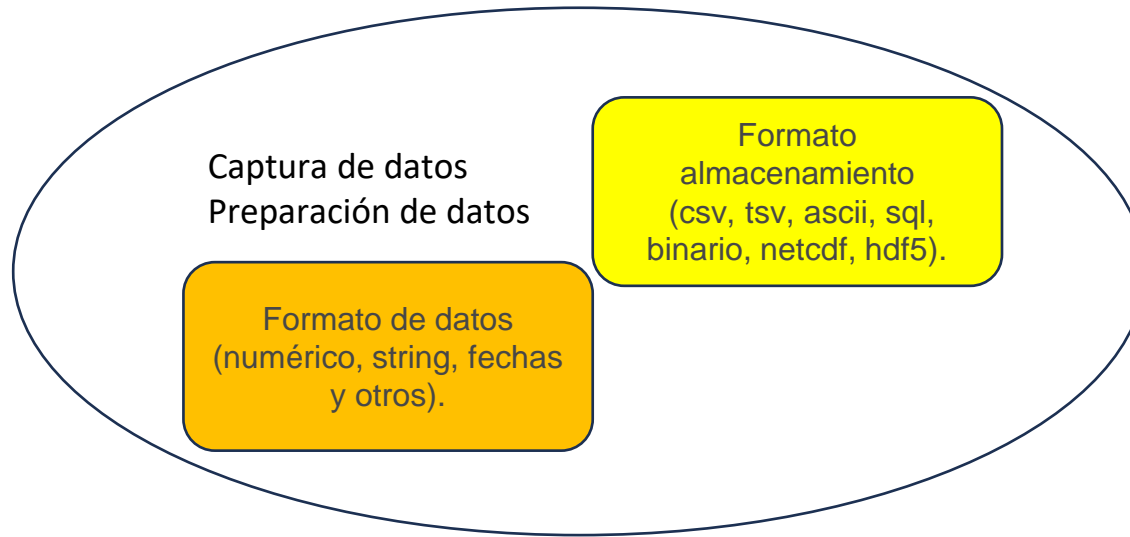 Captura de datos
Preparación de datos
Formato
almacenamiento
(csv, tsv, ascii, sql,
binario, netcdf, hdf5).
Formato de datos
(numérico, string, fechas
y otros).